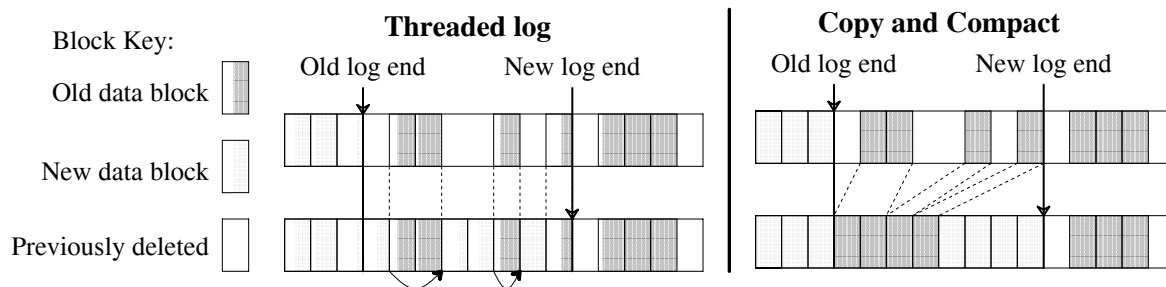 Threaded log
Copy and Compact
Block Key:
Old log end
New log end
Old log end
New log end
Old data block
New data block
Previously deleted